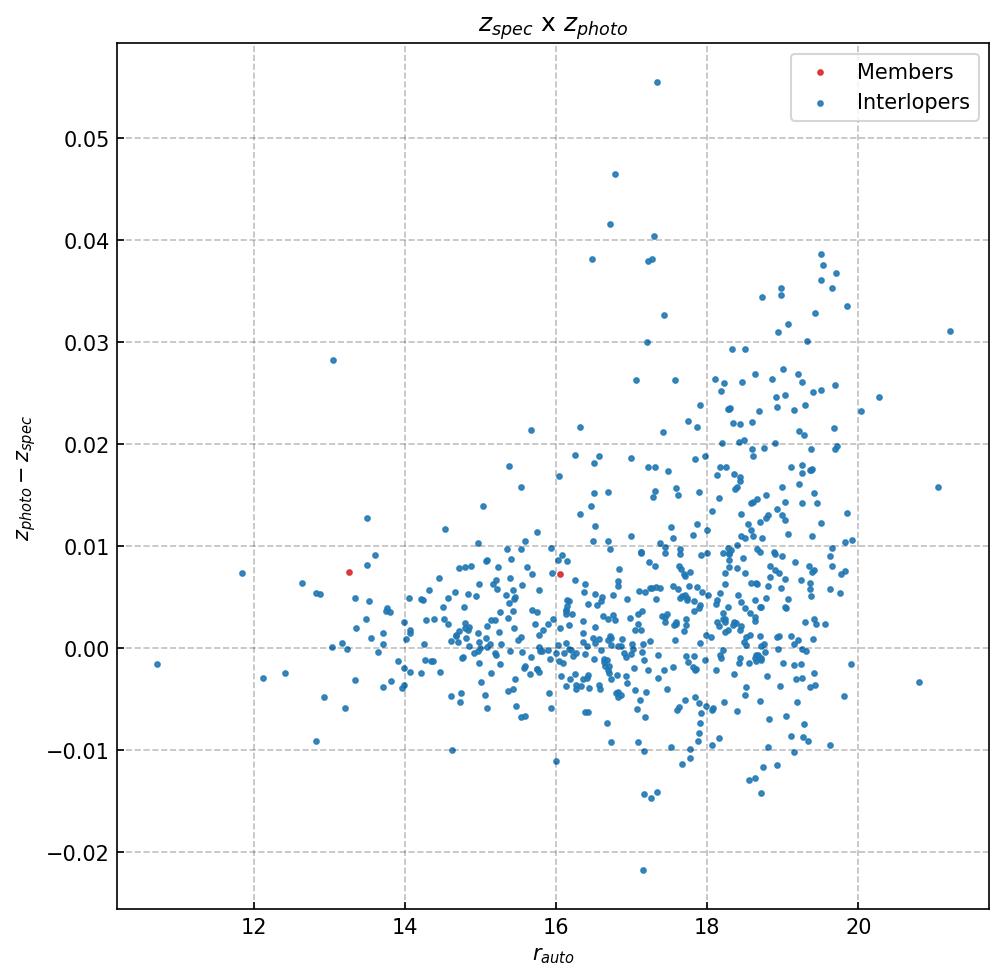 z_spec x z_photo
Members
Interlopers
0.05
0.04
0.03
0.02
0.01
0.00
−0.01
−0.02
z_photo − z_spec
12 14 16 18 20
r_auto